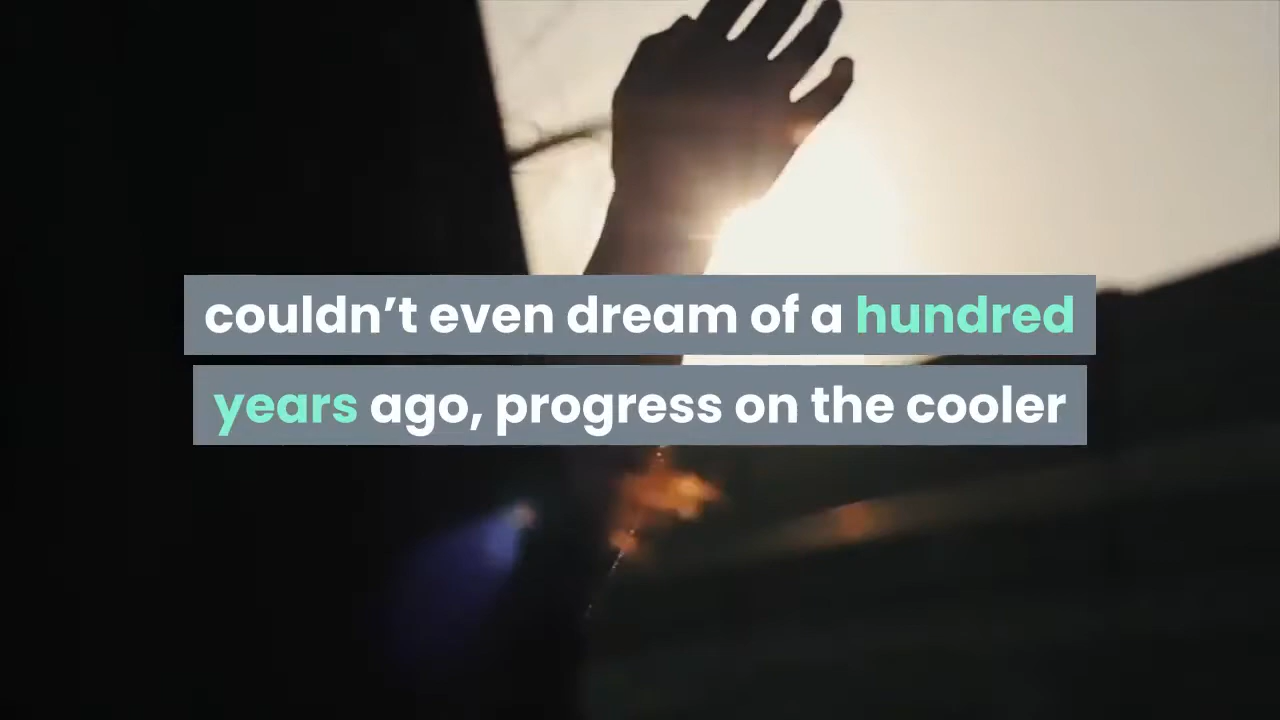 couldn’t even dream of a hundred
years ago, progress on the cooler